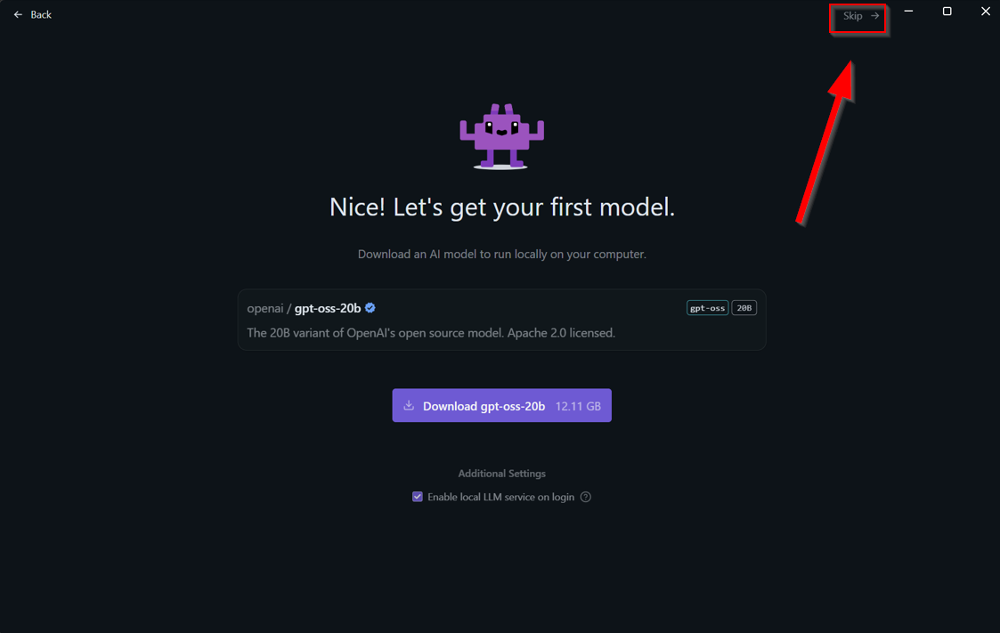 Back
Skip
Nice! Let's get your first model.
Download an AI model to run locally on your computer.
openai / gpt-oss-20b
gpt-oss 20B
The 20B variant of OpenAI's open source model. Apache 2.0 licensed.
Download gpt-oss-20b 12.11 GB
Additional Settings
Enable local LLM service on login